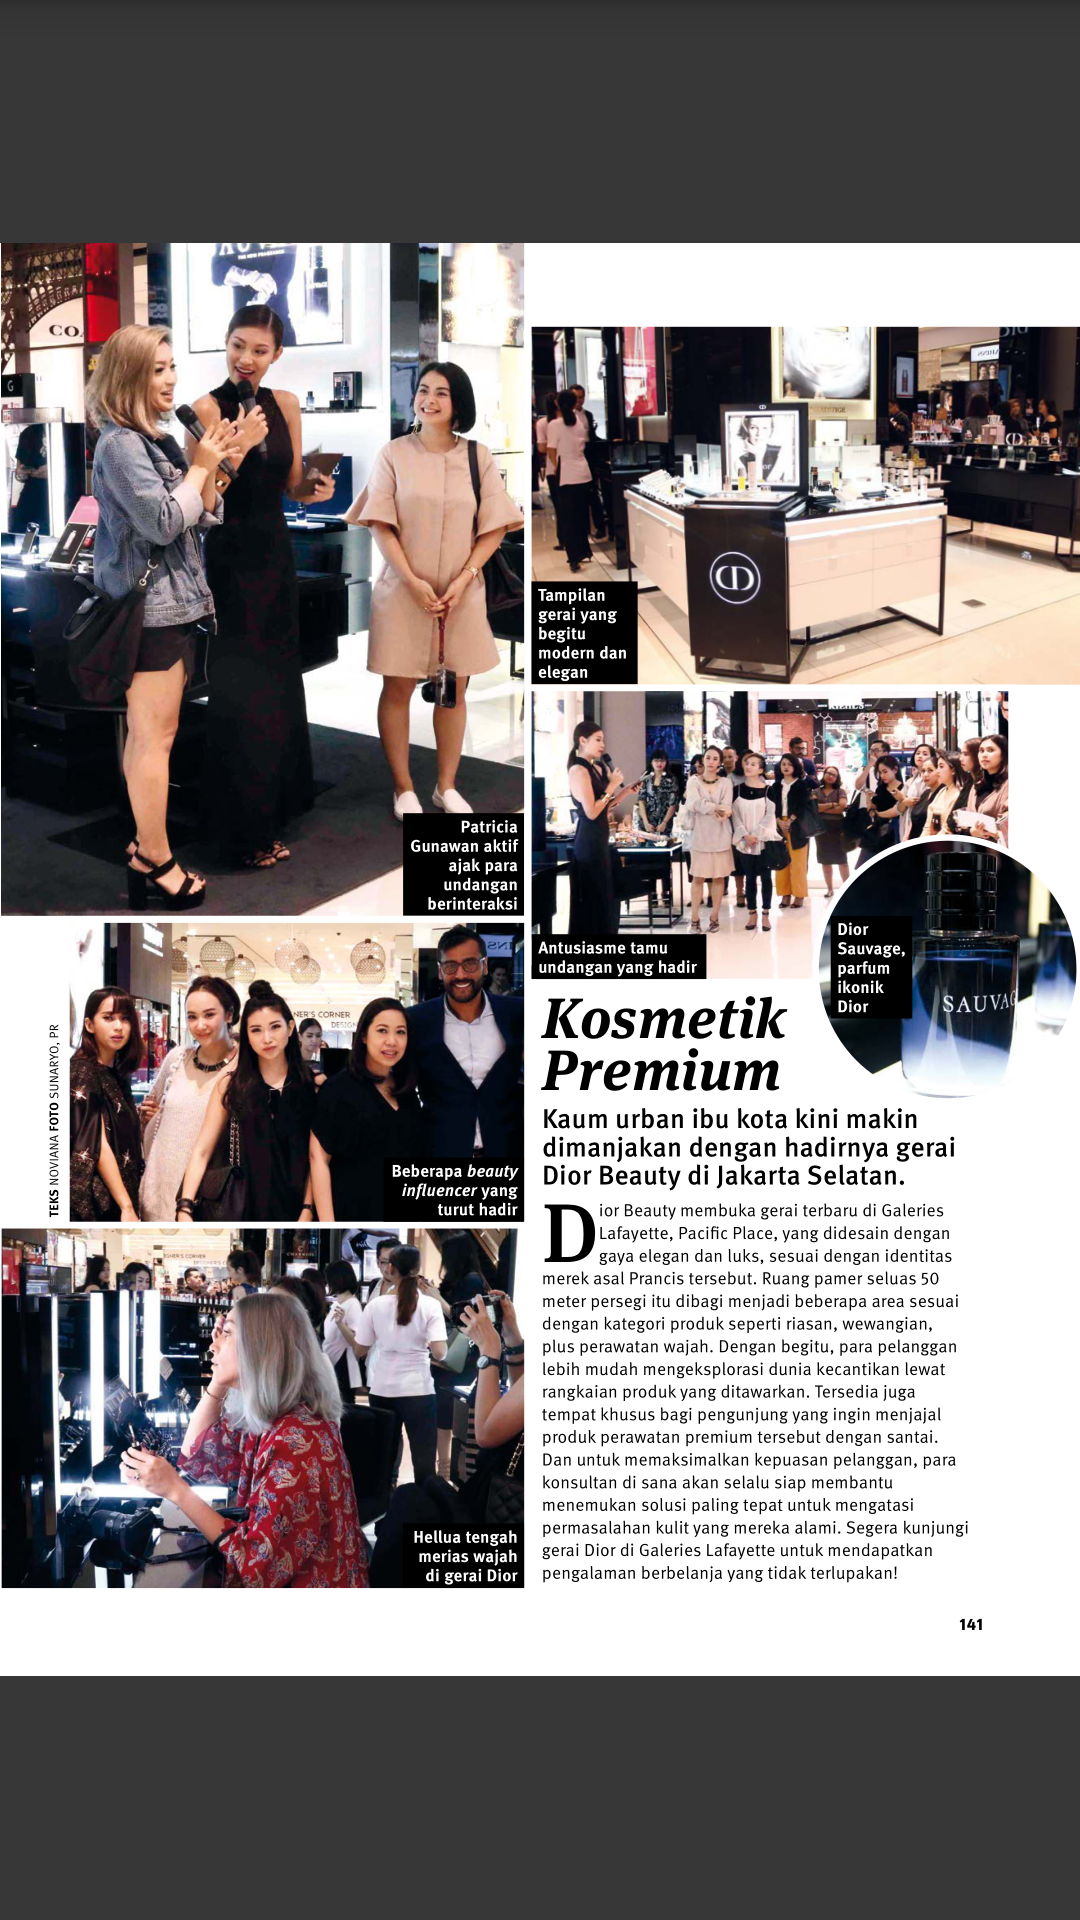 CO.
G
Patricia
Gunawan aktif
ajak para
undangan
berinteraksi
CD
Tampilan
gerai yang
begitu
modern dan
elegan
Antusiasme tamu
undangan yang hadir
Dior
Sauvage,
parfum
ikonik
Dior
SAUVAG
NER'S CORNER
DESIGN
Beberapa beauty
influencer yang
turut hadir
TEKS NOVIANA FOTO SUNARYO, PR
Hellua tengah
merias wajah
di gerai Dior
Kosmetik
Premium
Kaum urban ibu kota kini makin
dimanjakan dengan hadirnya gerai
Dior Beauty di Jakarta Selatan.
Dior Beauty membuka gerai terbaru di Galeries
Lafayette, Pacific Place, yang didesain dengan
gaya elegan dan luks, sesuai dengan identitas
merek asal Prancis tersebut. Ruang pamer seluas 50
meter persegi itu dibagi menjadi beberapa area sesuai
dengan kategori produk seperti riasan, wewangian,
plus perawatan wajah. Dengan begitu, para pelanggan
lebih mudah mengeksplorasi dunia kecantikan lewat
rangkaian produk yang ditawarkan. Tersedia juga
tempat khusus bagi pengunjung yang ingin menjajal
produk perawatan premium tersebut dengan santai.
Dan untuk memaksimalkan kepuasan pelanggan, para
konsultan di sana akan selalu siap membantu
menemukan solusi paling tepat untuk mengatasi
permasalahan kulit yang mereka alami. Segera kunjungi
gerai Dior di Galeries Lafayette untuk mendapatkan
pengalaman berbelanja yang tidak terlupakan!
141